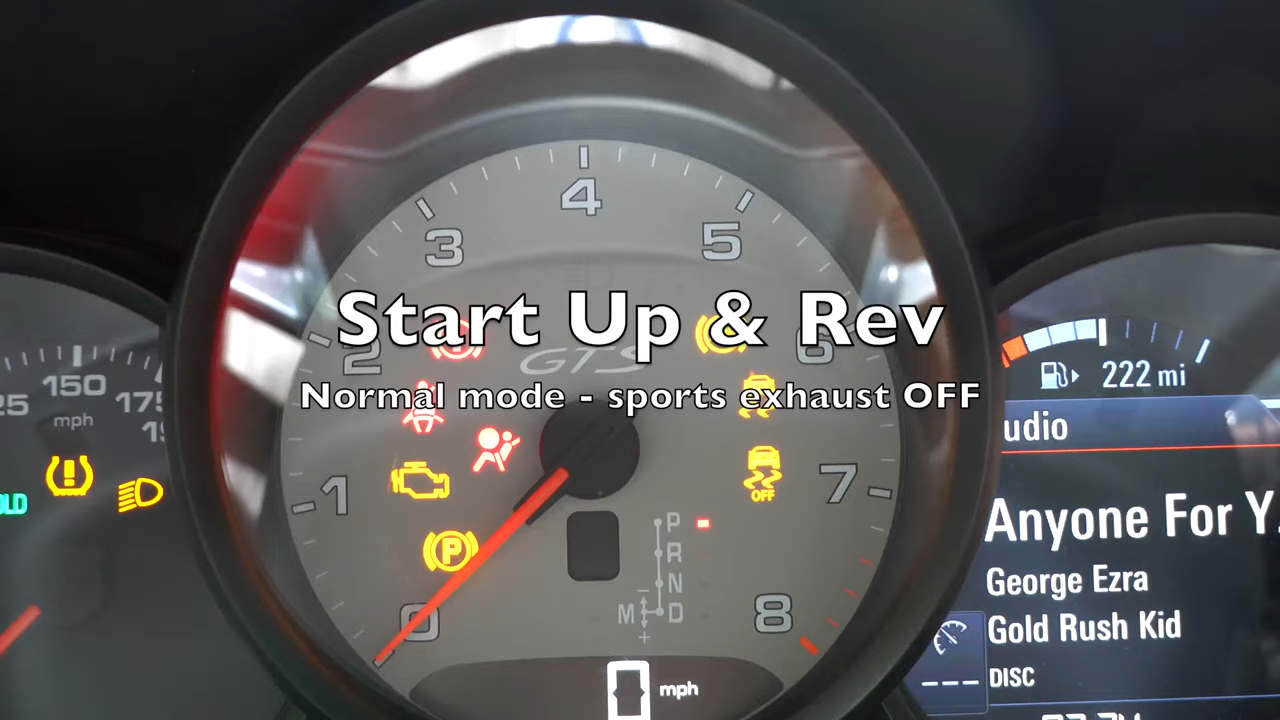 4
3
5
Start Up & Rev
2
6
GTS
Normal mode - sports exhaust OFF
150
mph
175
222 mi
1
7
OFF
P
R
N
M
D
-
+
P
0
8
0 mph
Anyone For Y
George Ezra
Gold Rush Kid
--- DISC